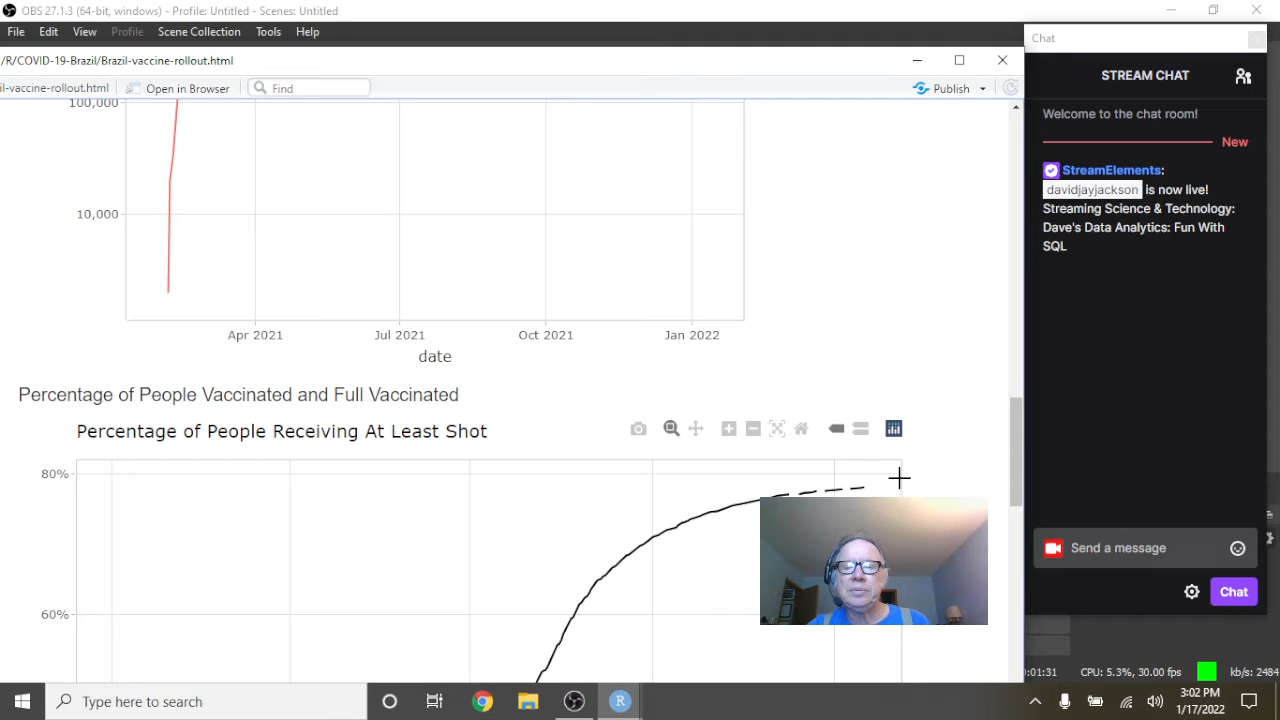 OBS 27.1.3 (64-bit, windows) - Profile: Untitled - Scenes: Untitled
File Edit View Profile Scene Collection Tools Help
/R/COVID-19-Brazil/Brazil-vaccine-rollout.html
il-vaccine-rollout.html Open in Browser Find Publish
100,000
10,000
Apr 2021 Jul 2021 Oct 2021 Jan 2022
date
Percentage of People Vaccinated and Full Vaccinated
Percentage of People Receiving At Least Shot
80%
60%
Chat
STREAM CHAT
Welcome to the chat room!
New
StreamElements:
davidjayjackson is now live!
Streaming Science & Technology:
Dave's Data Analytics: Fun With
SQL
Send a message
Chat
:01:31 CPU: 5.3%, 30.00 fps kb/s: 2484
Type here to search
R
3:02 PM
1/17/2022